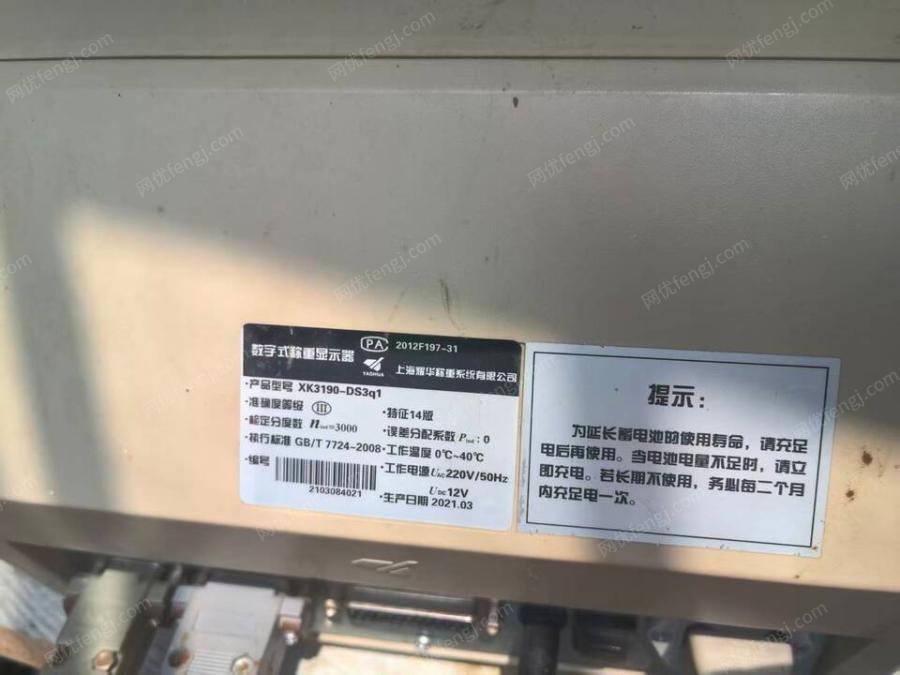 网优fengj.com
数字式称重显示器 PA 2012F197-31
YAOHUA 上海耀华称重系统有限公司
·产品型号 XK3190-DS3q1
·准确度等级 III ·特征14版
·检定分度数 nind=3000 ·误差分配系数 Pind:0
·执行标准 GB/T 7724-2008 ·工作温度 0℃~40℃
·编号 ·工作电源 UAC220V/50Hz
UDC12V
2103084021 ·生产日期 2021.03
提示:
为延长蓄电池的使用寿命,请充足
电后再使用。当电池电量不足时,请立
即充电。若长期不使用,务必每二个月
内充足电一次。